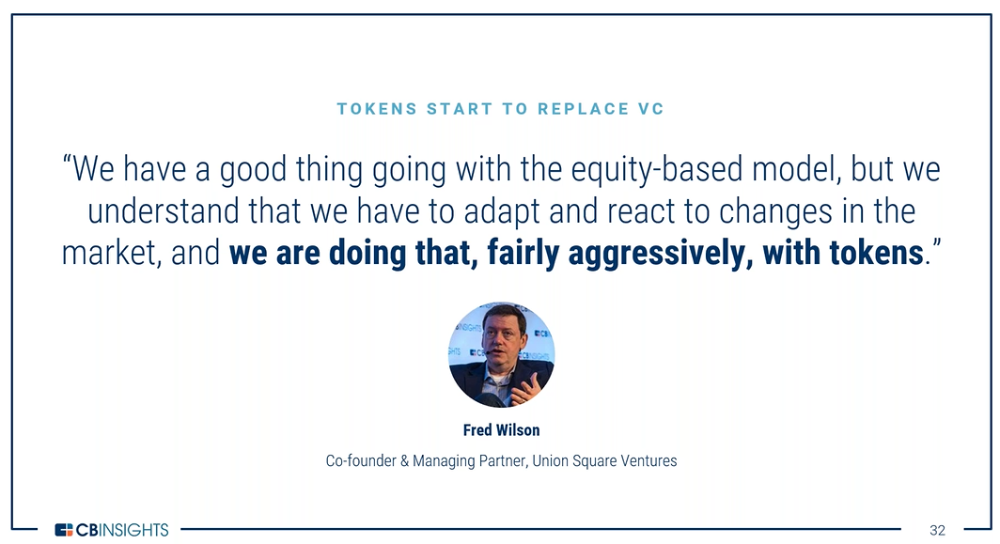 TOKENS START TO REPLACE VC
“We have a good thing going with the equity-based model, but we
understand that we have to adapt and react to changes in the
market, and we are doing that, fairly aggressively, with tokens.”
Fred Wilson
Co-founder & Managing Partner, Union Square Ventures
CBINSIGHTS
32